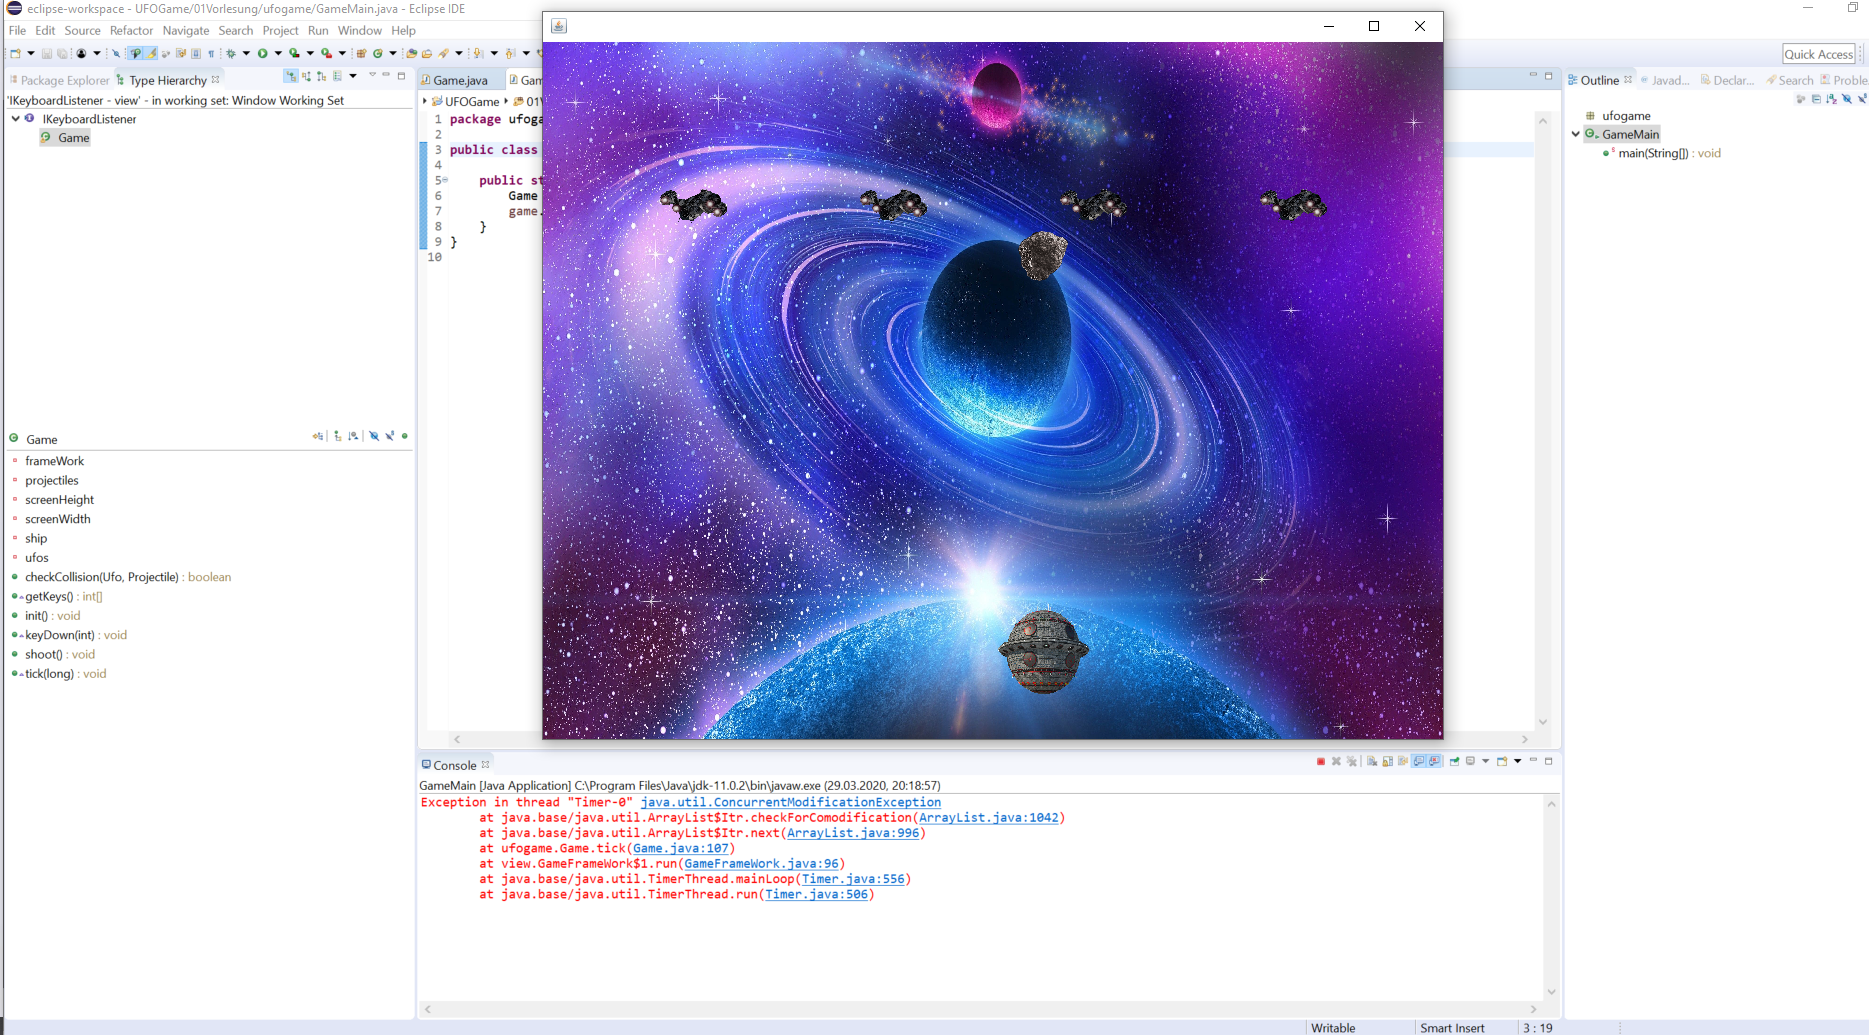 eclipse-workspace - UFOGame/01Vorlesung/ufogame/GameMain.java - Eclipse IDE
File Edit Source Refactor Navigate Search Project Run Window Help
Quick Access
Package Explorer Type Hierarchy
'IKeyboardListener - view' - in working set: Window Working Set
IKeyboardListener
Game
Game
frameWork
projectiles
screenHeight
screenWidth
ship
ufos
checkCollision(Ufo, Projectile) : boolean
getKeys() : int[]
init() : void
keyDown(int) : void
shoot() : void
tick(long) : void
Game.java Gam
UFOGame 01V
1 package ufoga
2
3 public class
4
5 public st
6 Game
7 game.
8 }
9 }
10
Console
GameMain [Java Application] C:\Program Files\Java\jdk-11.0.2\bin\javaw.exe (29.03.2020, 20:18:57)
Exception in thread "Timer-0" java.util.ConcurrentModificationException
at java.base/java.util.ArrayList$Itr.checkForComodification(ArrayList.java:1042)
at java.base/java.util.ArrayList$Itr.next(ArrayList.java:996)
at ufogame.Game.tick(Game.java:107)
at view.GameFrameWork$1.run(GameFrameWork.java:96)
at java.base/java.util.TimerThread.mainLoop(Timer.java:556)
at java.base/java.util.TimerThread.run(Timer.java:506)
Outline Javad... Declar... Search Proble
ufogame
GameMain
main(String[]) : void
Writable Smart Insert 3 : 19